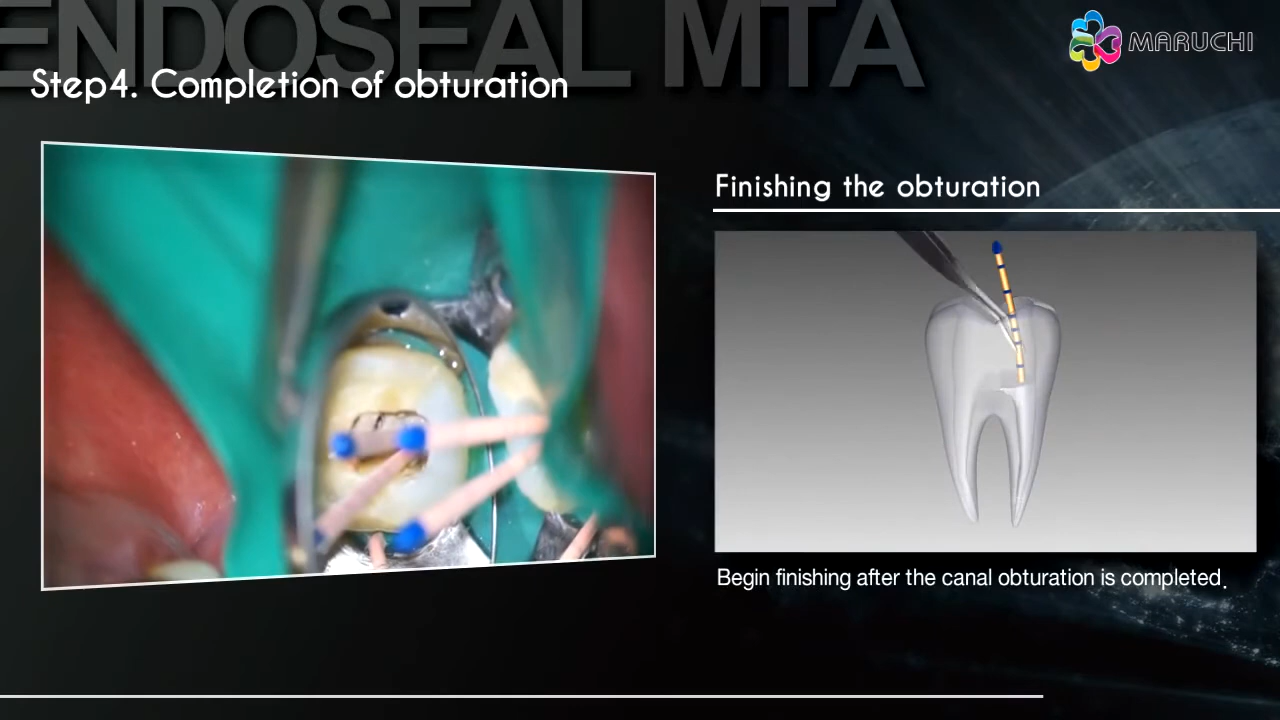 ENDOSEAL MTA
MARUCHI
Step4. Completion of obturation
Finishing the obturation
Begin finishing after the canal obturation is completed.